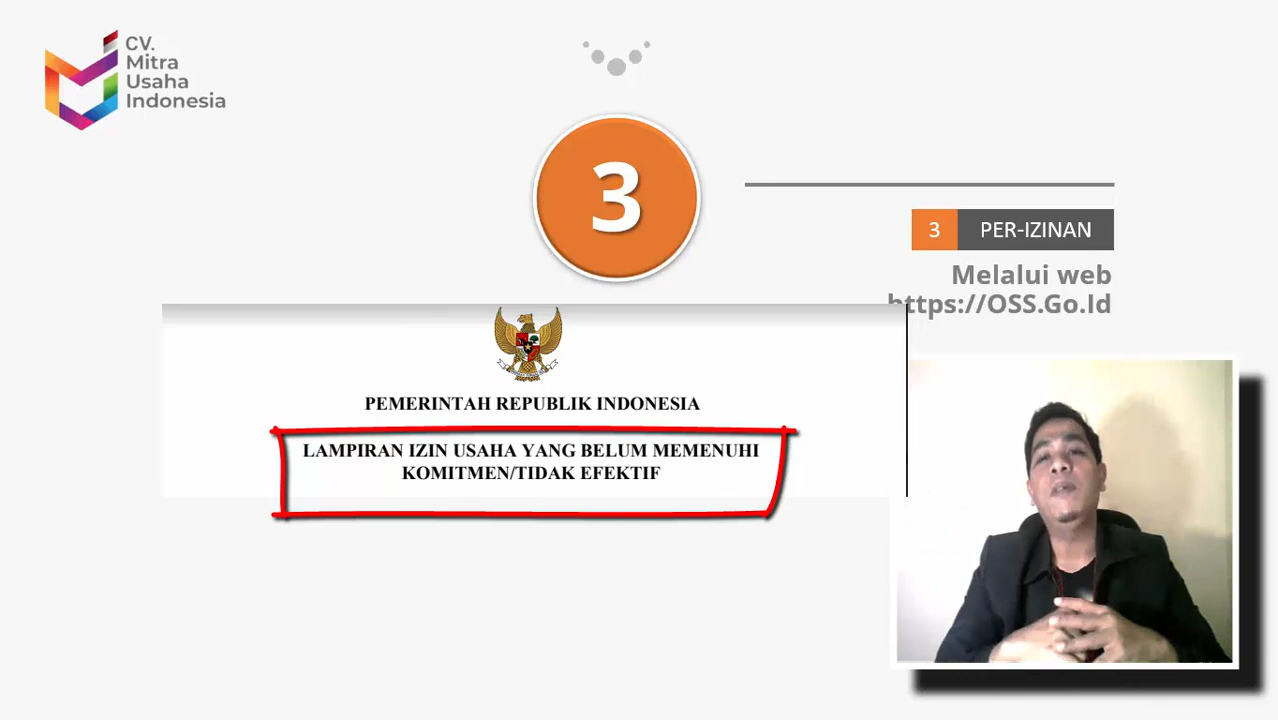 CV.
Mitra
Usaha
Indonesia
3
3 PER-IZINAN
Melalui web
https://OSS.Go.Id
PEMERINTAH REPUBLIK INDONESIA
LAMPIRAN IZIN USAHA YANG BELUM MEMENUHI
KOMITMEN/TIDAK EFEKTIF